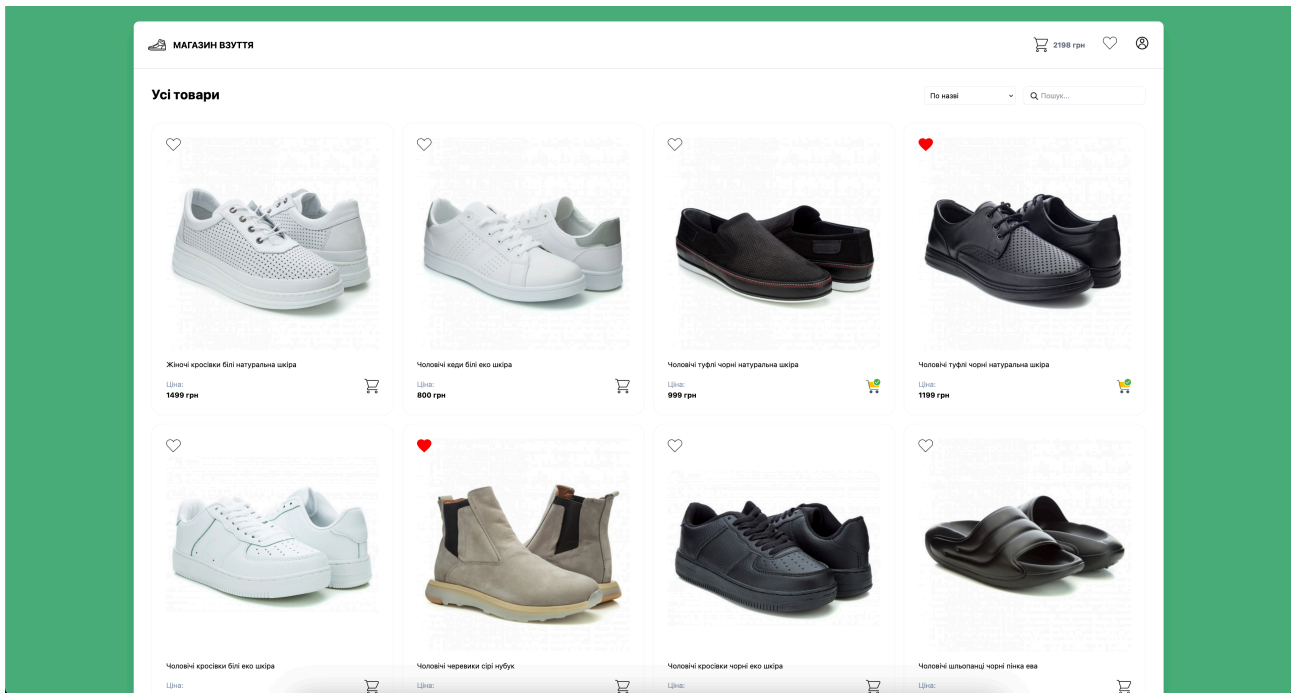 МАГАЗИН ВЗУТТЯ
2198 грн
Усі товари
По назві
Пошук...
Жіночі кросівки білі натуральна шкіра
Ціна:
1499 грн
Чоловічі кеди білі еко шкіра
Ціна:
800 грн
Чоловічі туфлі чорні натуральна шкіра
Ціна:
999 грн
Чоловічі туфлі чорні натуральна шкіра
Ціна:
1199 грн
Чоловічі кросівки білі еко шкіра
Ціна:
Чоловічі черевики сірі нубук
Ціна:
Чоловічі кросівки чорні еко шкіра
Ціна:
Чоловічі шльопанці чорні пінка ева
Ціна: